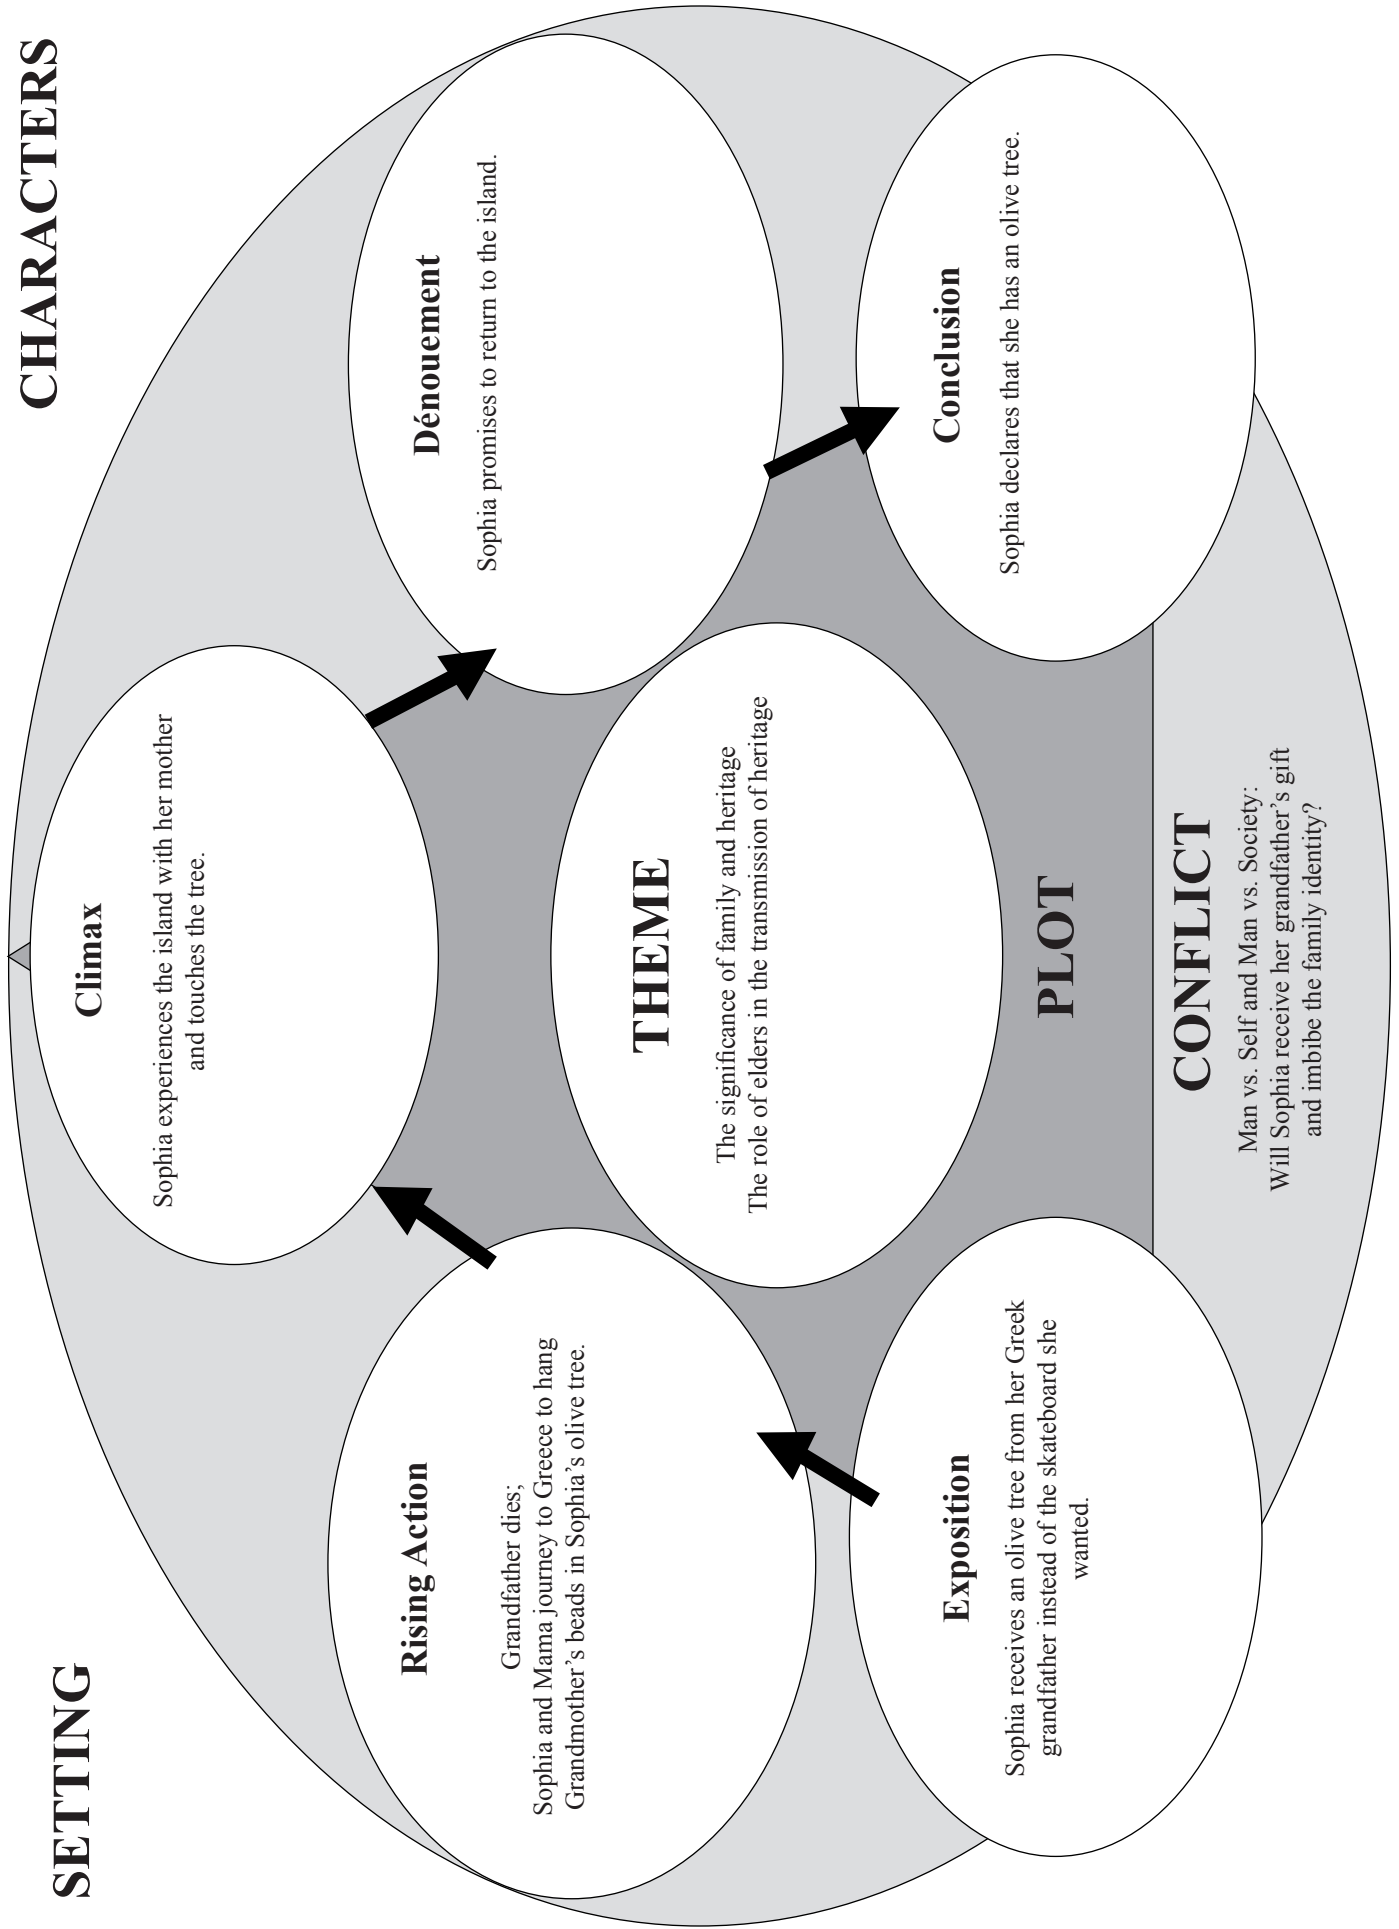 SETTING
CHARACTERS
Climax
Sophia experiences the island with her mother
and touches the tree.
Rising Action
Grandfather dies;
Sophia and Mama journey to Greece to hang
Grandmother’s beads in Sophia’s olive tree.
Dénouement
Sophia promises to return to the island.
THEME
The significance of family and heritage
The role of elders in the transmission of heritage
Exposition
Sophia receives an olive tree from her Greek
grandfather instead of the skateboard she
wanted.
Conclusion
Sophia declares that she has an olive tree.
PLOT
CONFLICT
Man vs. Self and Man vs. Society:
Will Sophia receive her grandfather’s gift
and imbibe the family identity?